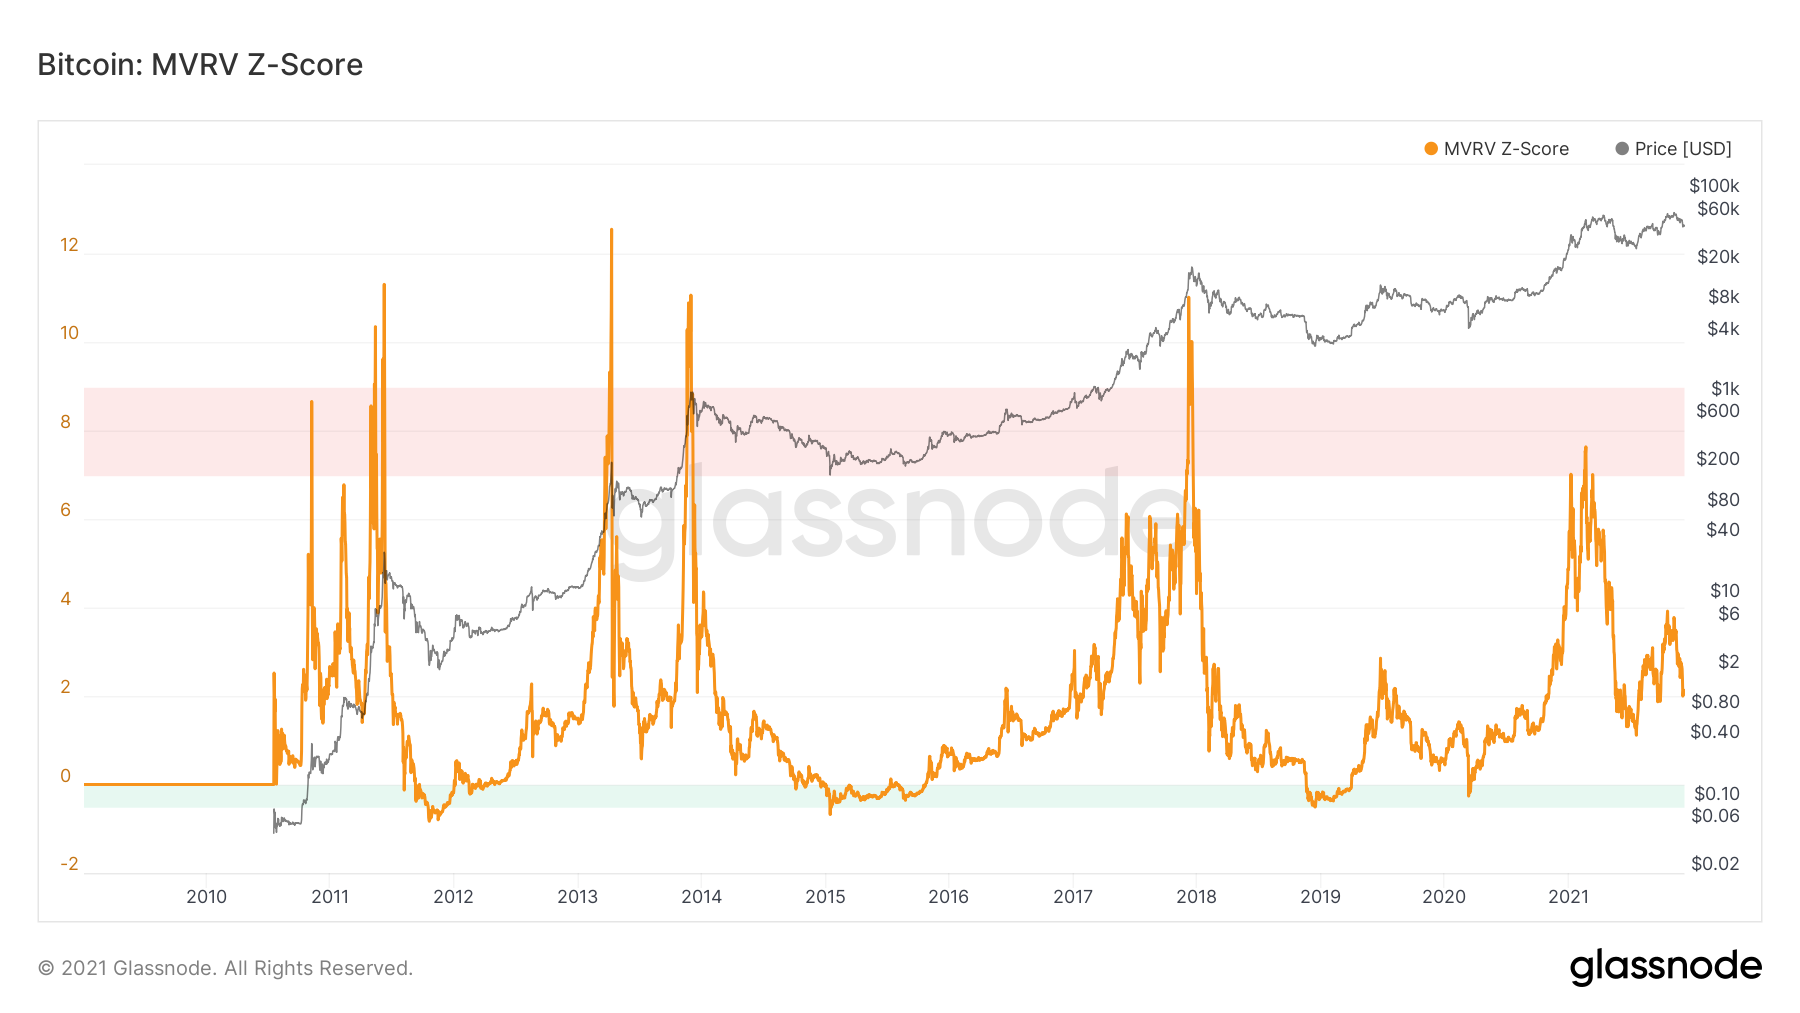 Bitcoin: MVRV Z-Score
MVRV Z-Score
Price [USD]
12
10
8
6
4
2
0
-2
$100k
$60k
$20k
$8k
$4k
$1k
$600
$200
$80
$40
$10
$6
$2
$0.80
$0.40
$0.10
$0.06
$0.02
glassnode
2010 2011 2012 2013 2014 2015 2016 2017 2018 2019 2020 2021
© 2021 Glassnode. All Rights Reserved.
glassnode